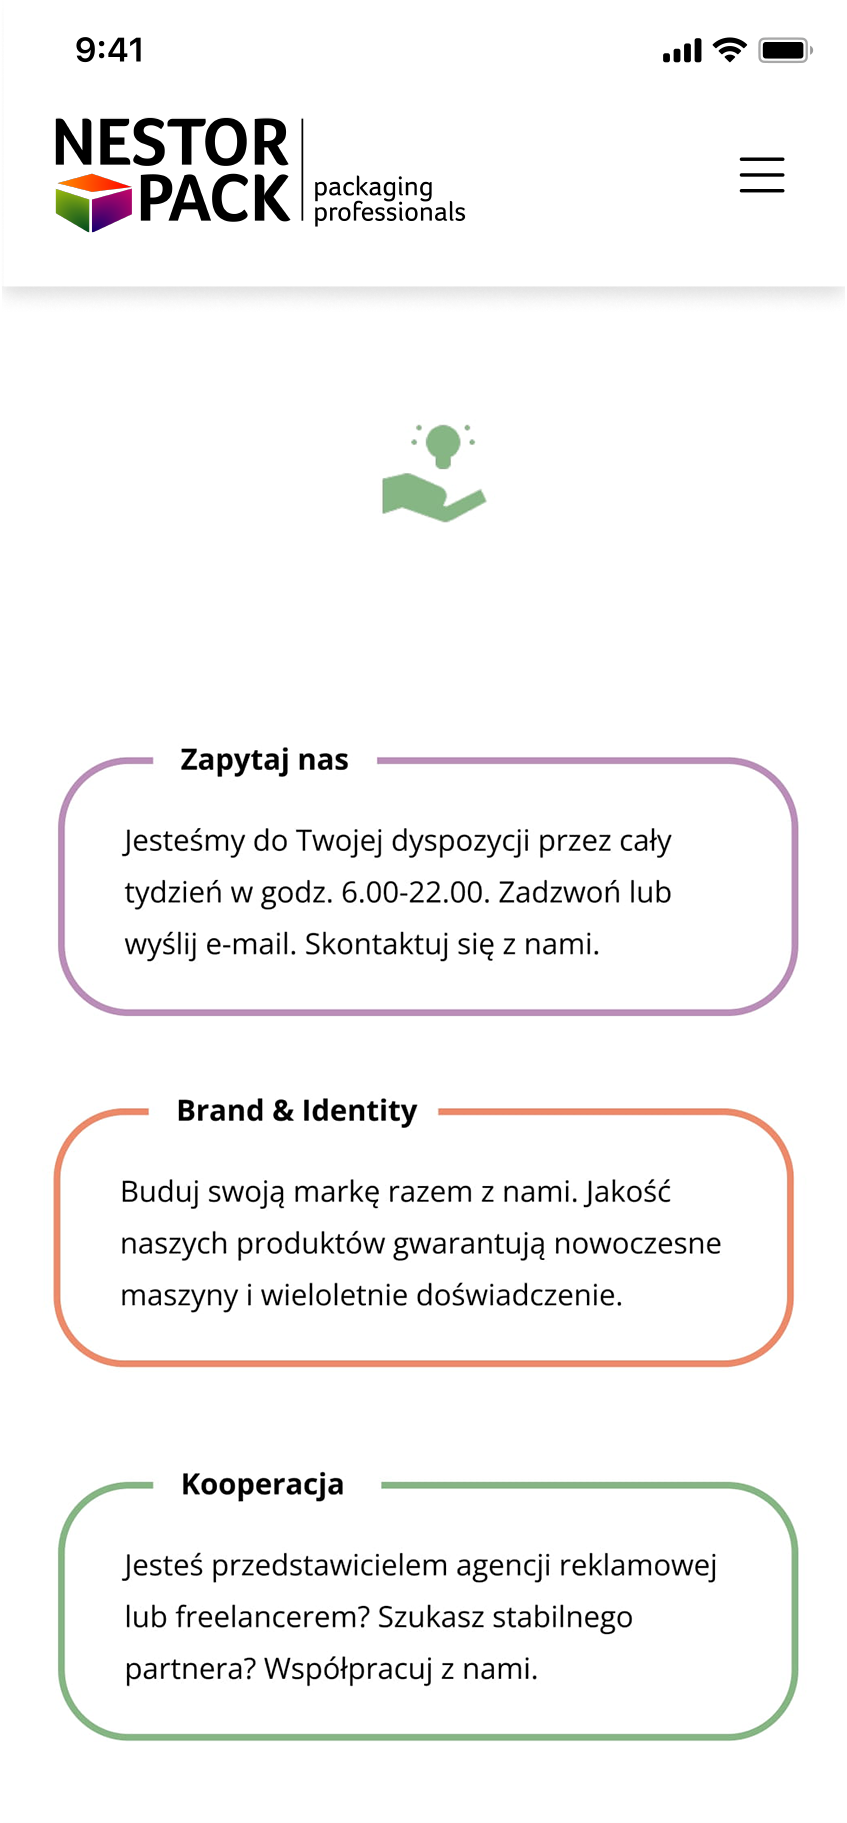 9:41
NESTOR
PACK
packaging
professionals
Zapytaj nas
Jesteśmy do Twojej dyspozycji przez cały
tydzień w godz. 6.00-22.00. Zadzwoń lub
wyślij e-mail. Skontaktuj się z nami.
Brand & Identity
Buduj swoją markę razem z nami. Jakość
naszych produktów gwarantują nowoczesne
maszyny i wieloletnie doświadczenie.
Kooperacja
Jesteś przedstawicielem agencji reklamowej
lub freelancerem? Szukasz stabilnego
partnera? Współpracuj z nami.